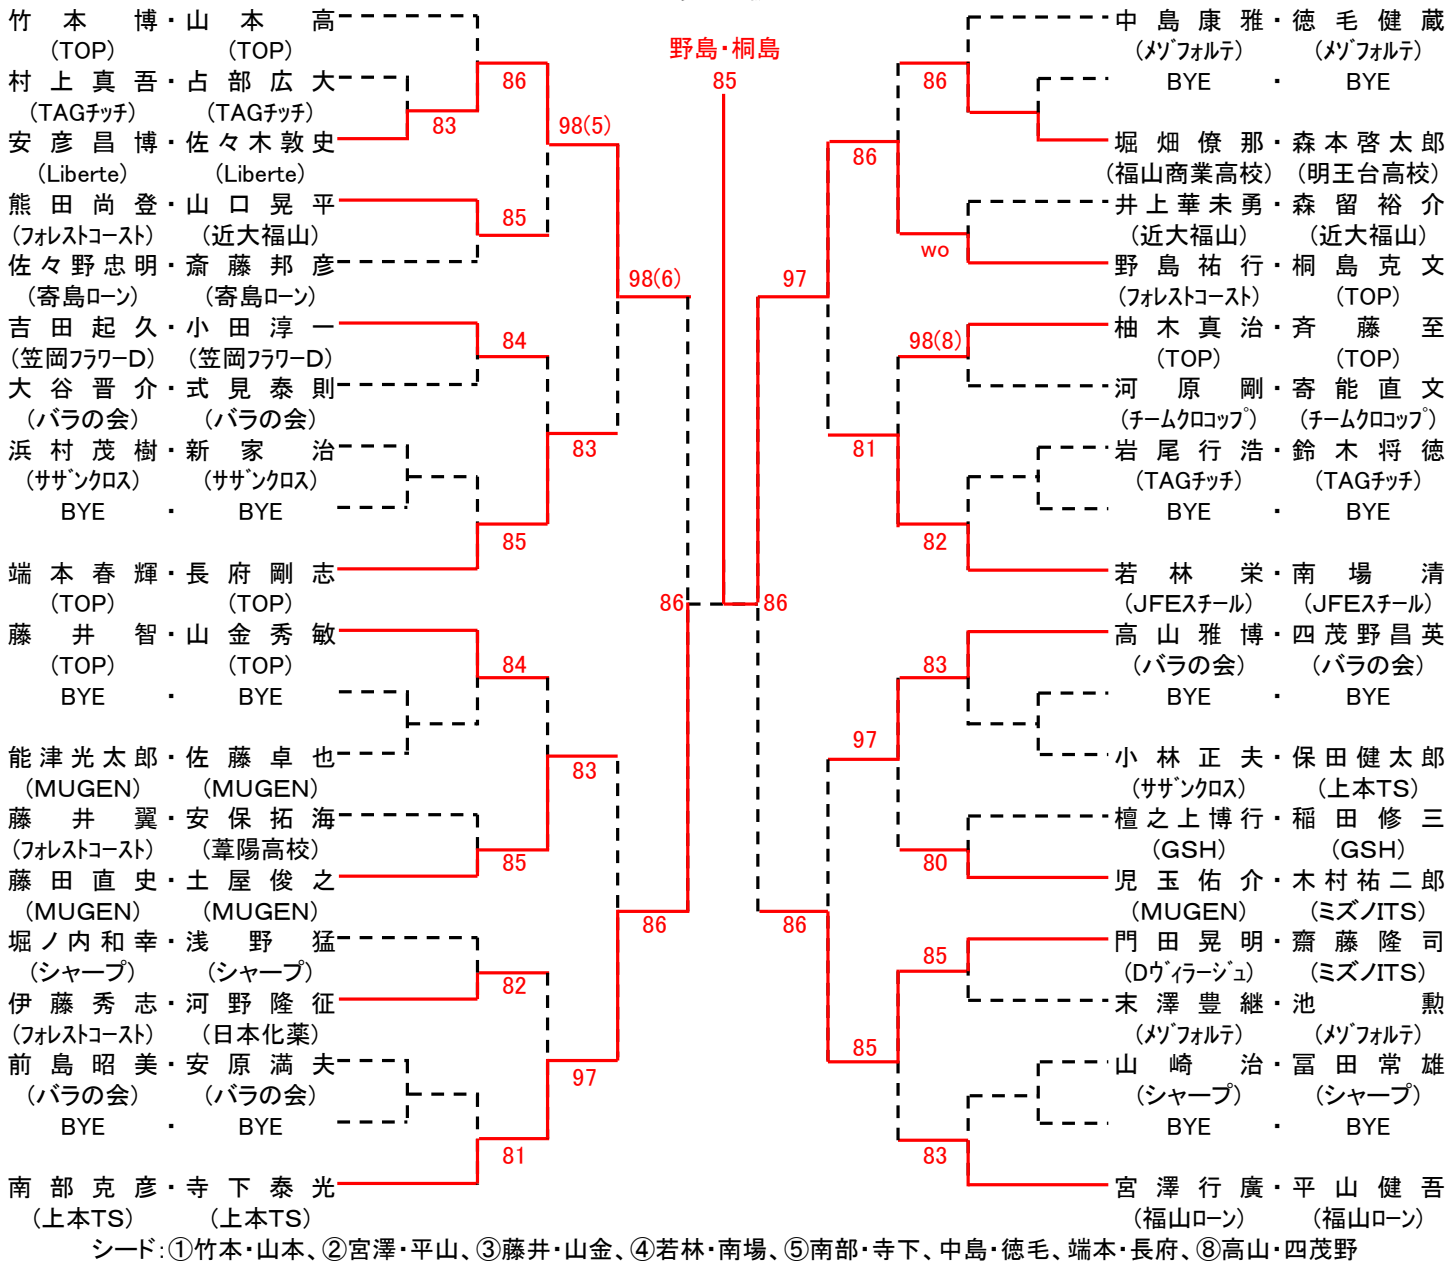 野島・桐島
85
竹本博・山本高
(TOP) (TOP)
86
村上真吾・占部広大
(TAGチッチ) (TAGチッチ)
83
98(5)
安彦昌博・佐々木敦史
(Liberte) (Liberte)
熊田尚登・山口晃平
(フォレストコースト) (近大福山)
85
佐々野忠明・斎藤邦彦
(寄島ローン) (寄島ローン)
98(6)
吉田起久・小田淳一
(笠岡フラワーD) (笠岡フラワーD)
84
大谷晋介・式見泰則
(バラの会) (バラの会)
83
浜村茂樹・新家治
(サザンクロス) (サザンクロス)
BYE ・ BYE
85
端本春輝・長府剛志
(TOP) (TOP)
86
藤井智・山金秀敏
(TOP) (TOP)
84
BYE ・ BYE
能津光太郎・佐藤卓也
(MUGEN) (MUGEN)
83
藤井翼・安保拓海
(フォレストコースト) (葦陽高校)
85
藤田直史・土屋俊之
(MUGEN) (MUGEN)
86
堀ノ内和幸・浅野猛
(シャープ) (シャープ)
82
伊藤秀志・河野隆征
(フォレストコースト) (日本化薬)
前島昭美・安原満夫
(バラの会) (バラの会)
97
BYE ・ BYE
81
南部克彦・寺下泰光
(上本TS) (上本TS)
中島康雅・徳毛健蔵
(メゾフォルテ) (メゾフォルテ)
86
BYE ・ BYE
堀畑僚那・森本啓太郎
(福山商業高校) (明王台高校)
86
井上華未勇・森留裕介
(近大福山) (近大福山)
wo
野島祐行・桐島克文
(フォレストコースト) (TOP)
97
柚木真治・斉藤至
(TOP) (TOP)
98(8)
河原剛・寄能直文
(チームクロコップ) (チームクロコップ)
81
岩尾行浩・鈴木将徳
(TAGチッチ) (TAGチッチ)
BYE ・ BYE
82
若林栄・南場清
(JFEスチール) (JFEスチール)
86
高山雅博・四茂野昌英
(バラの会) (バラの会)
83
BYE ・ BYE
97
小林正夫・保田健太郎
(サザンクロス) (上本TS)
檀之上博行・稲田修三
(GSH) (GSH)
80
児玉佑介・木村祐二郎
(MUGEN) (ミズノITS)
86
門田晃明・齋藤隆司
(Dヴィラージュ) (ミズノITS)
85
末澤豊継・池勲
(メゾフォルテ) (メゾフォルテ)
85
山崎治・冨田常雄
(シャープ) (シャープ)
BYE ・ BYE
83
宮澤行廣・平山健吾
(福山ローン) (福山ローン)
シード:①竹本・山本、②宮澤・平山、③藤井・山金、④若林・南場、⑤南部・寺下、中島・徳毛、端本・長府、⑧高山・四茂野